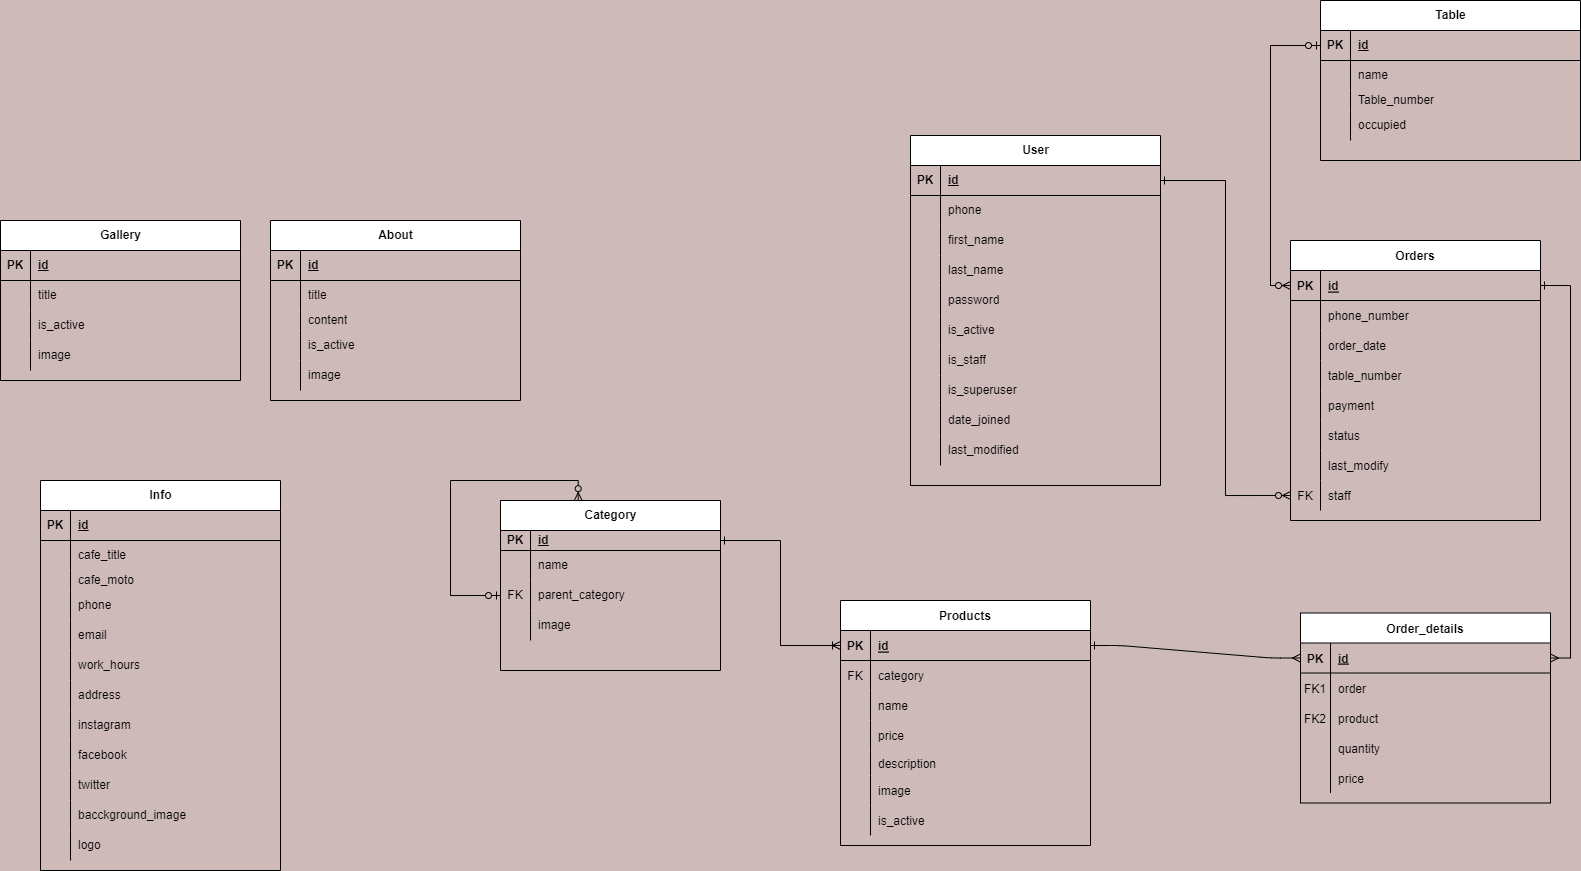 Table
PK id
name
Table_number
occupied
User
PK id
phone
first_name
last_name
password
is_active
is_staff
is_superuser
date_joined
last_modified
Gallery
PK id
title
is_active
image
About
PK id
title
content
is_active
image
Orders
PK id
phone_number
order_date
table_number
payment
status
last_modify
FK staff
Info
PK id
cafe_title
cafe_moto
phone
email
work_hours
address
instagram
facebook
twitter
bacckground_image
logo
Category
PK id
name
FK parent_category
image
Products
PK id
FK category
name
price
description
image
is_active
Order_details
PK id
FK1 order
FK2 product
quantity
price